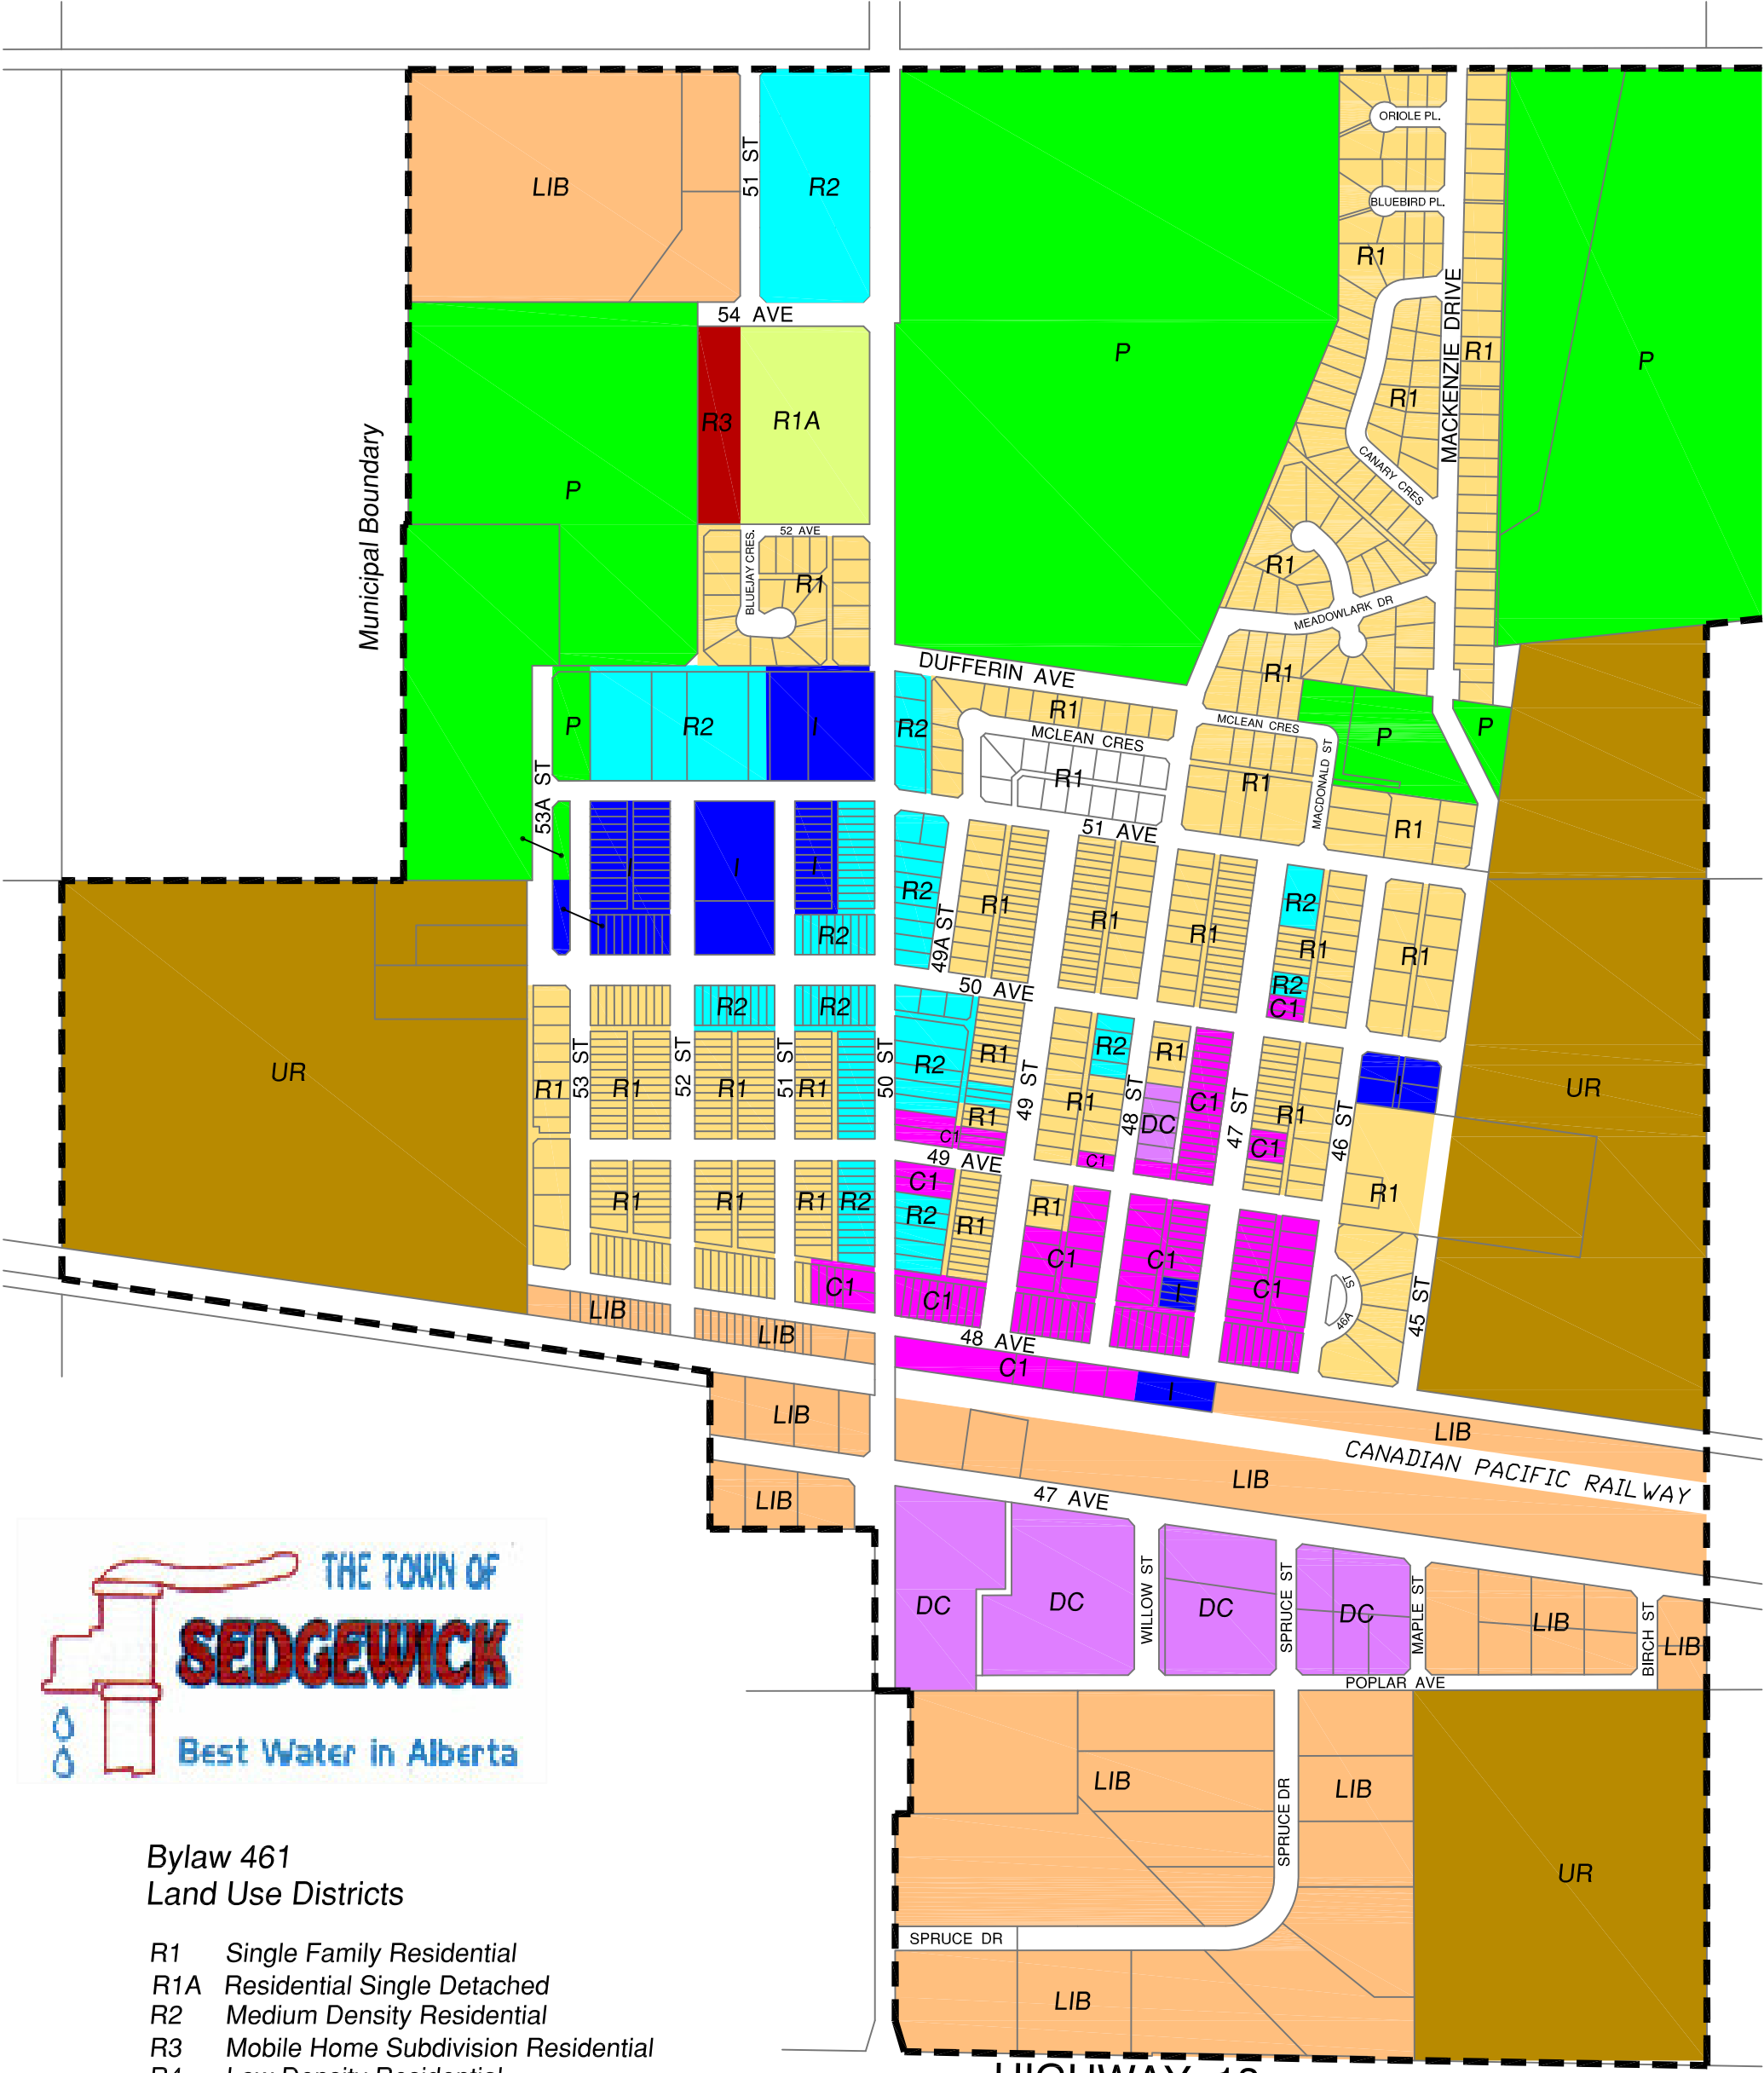 ORIOLE PL.
51 ST
LIB
R2
BLUEBIRD PL.
R1
MACKENZIE DRIVE
54 AVE
P
R1
P
R3
R1A
R1
CANARY CRES
P
Municipal Boundary
52 AVE
BLUEJAY CRES.
R1
R1
MEADOWLARK DR
DUFFERIN AVE
R1
P
R2
I
R2
R1
MCLEAN CRES
MCLEAN CRES
P
P
R1
R1
MACDONALD ST
53A ST
51 AVE
R1
I
I
I
R2
R1
R1
R1
R2
R1
R1
R2
49A ST
R2
C1
50 AVE
R2
R2
R2
R1
R2
R1
C1
I
UR
R1
53 ST
R1
52 ST
R1
51 ST
R1
50 ST
49 ST
R1
48 ST
DC
47 ST
R1
46 ST
UR
R1
C1
C1
C1
49 AVE
R1
R1
R1
R2
C1
R2
R1
R1
C1
C1
C1
R1
I
C1
C1
46A
ST
45 ST
LIB
LIB
48 AVE
C1
I
LIB
LIB
CANADIAN PACIFIC RAILWAY
LIB
LIB
47 AVE
DC
DC
WILLOW ST
DC
SPRUCE ST
DC
MAPLE ST
LIB
BIRCH ST
LIB
POPLAR AVE
THE TOWN OF
SEDGEWICK
Best Water in Alberta
LIB
SPRUCE DR
LIB
UR
SPRUCE DR
LIB
Bylaw 461
Land Use Districts
R1 Single Family Residential
R1A Residential Single Detached
R2 Medium Density Residential
R3 Mobile Home Subdivision Residential